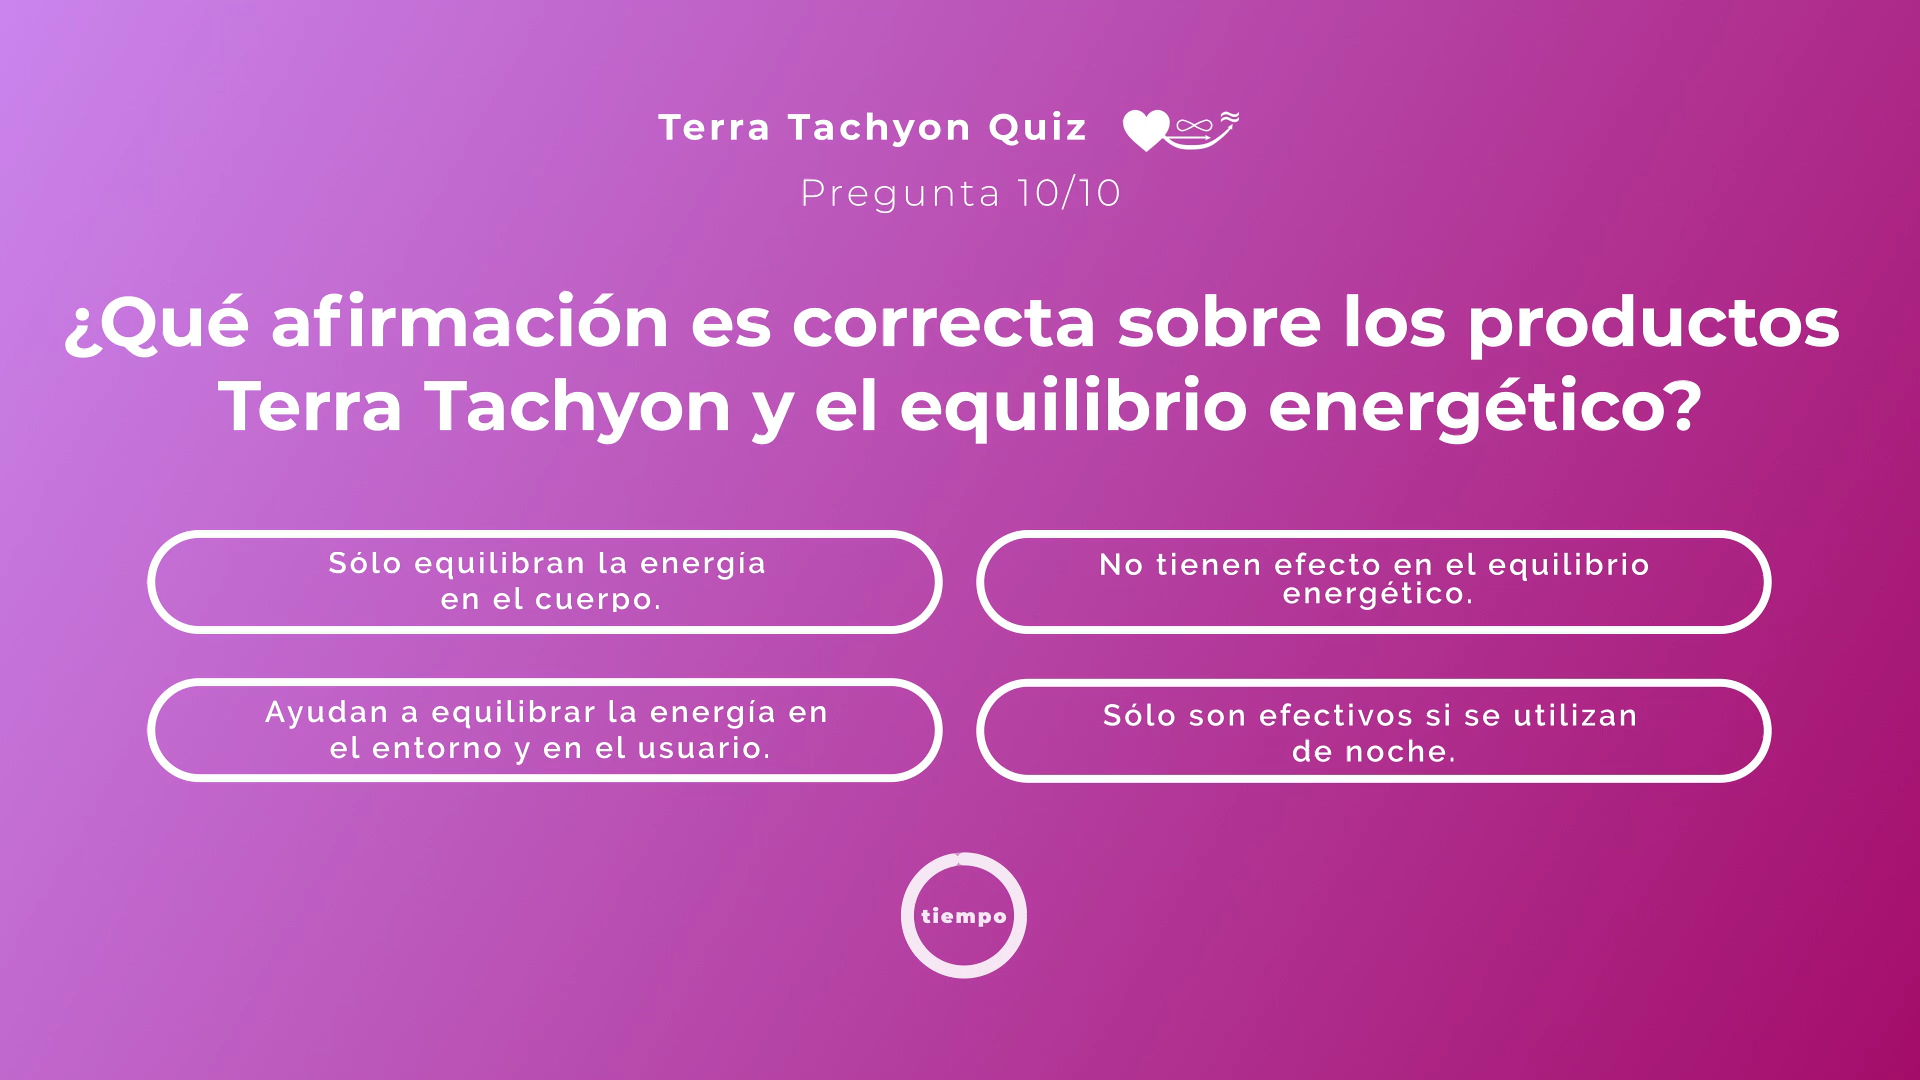 Terra Tachyon Quiz
Pregunta 10/10
¿Qué afirmación es correcta sobre los productos
Terra Tachyon y el equilibrio energético?
Sólo equilibran la energía
en el cuerpo.
No tienen efecto en el equilibrio
energético.
Ayudan a equilibrar la energía en
el entorno y en el usuario.
Sólo son efectivos si se utilizan
de noche.
tiempo